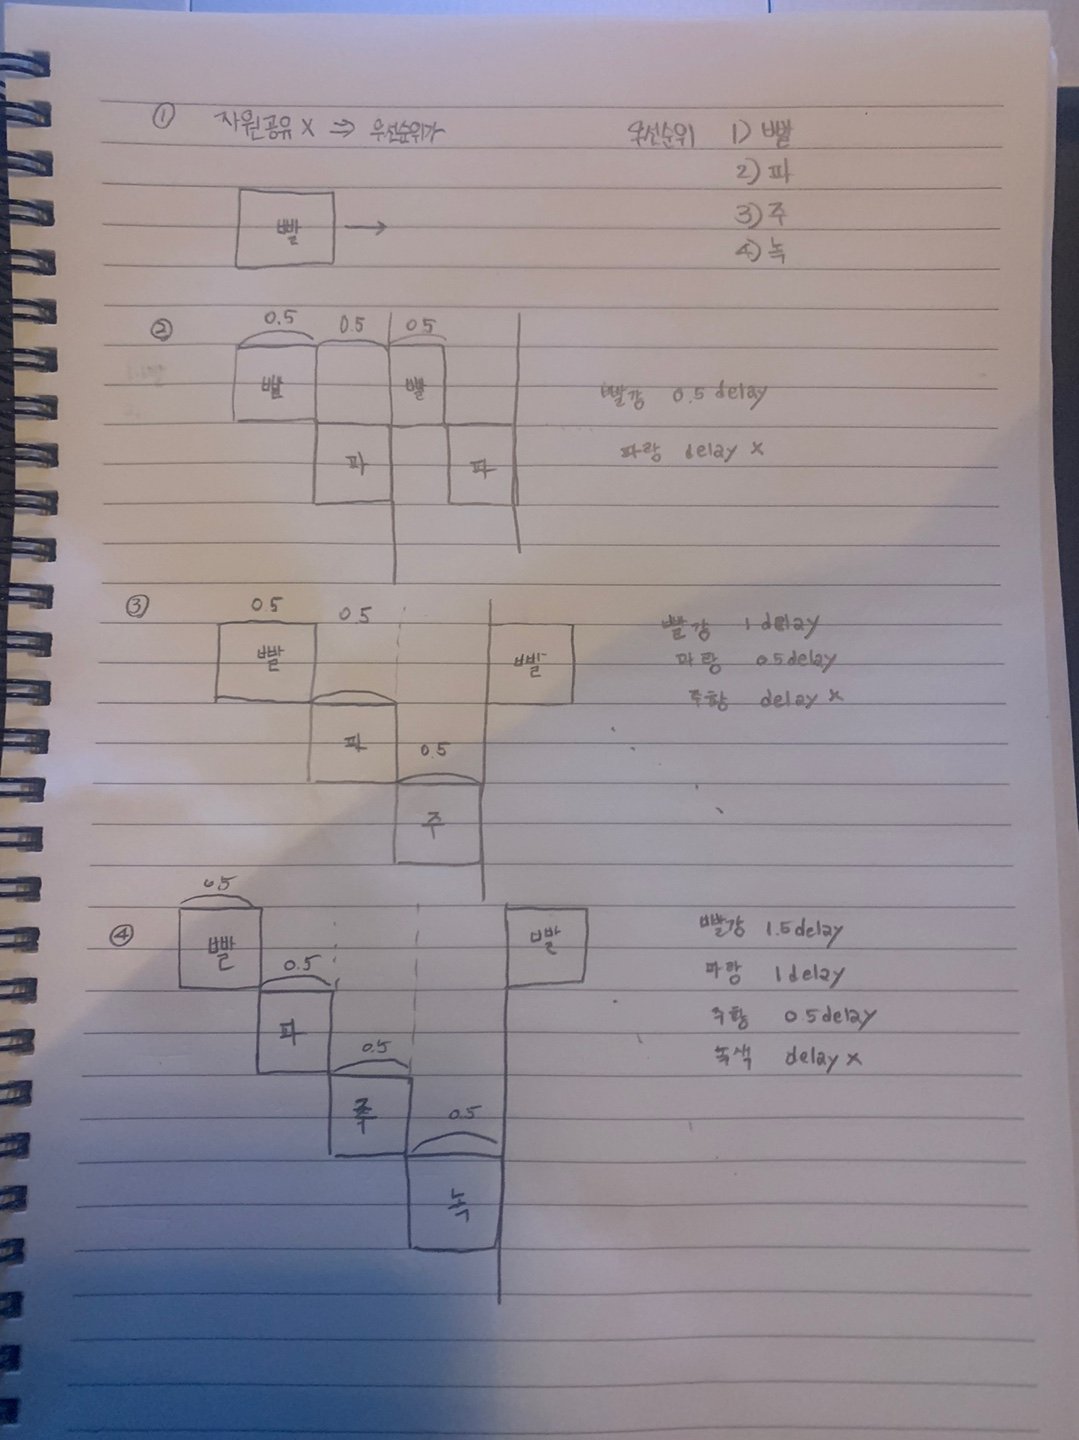 ① 자원공유 X ⇒ 우선순위가
우선순위 1) 빨
2) 파
3) 주
4) 녹
빨 →
② 0.5 0.5 0.5
빨 빨
파 파
빨강 0.5 delay
파랑 delay x
③ 0.5 0.5
빨 빨
파 0.5
주
빨강 1 delay
파랑 0.5 delay
주황 delay x
④ 0.5
빨 빨
0.5
파
0.5
주
0.5
녹
빨강 1.5 delay
파랑 1 delay
주황 0.5 delay
녹색 delay x